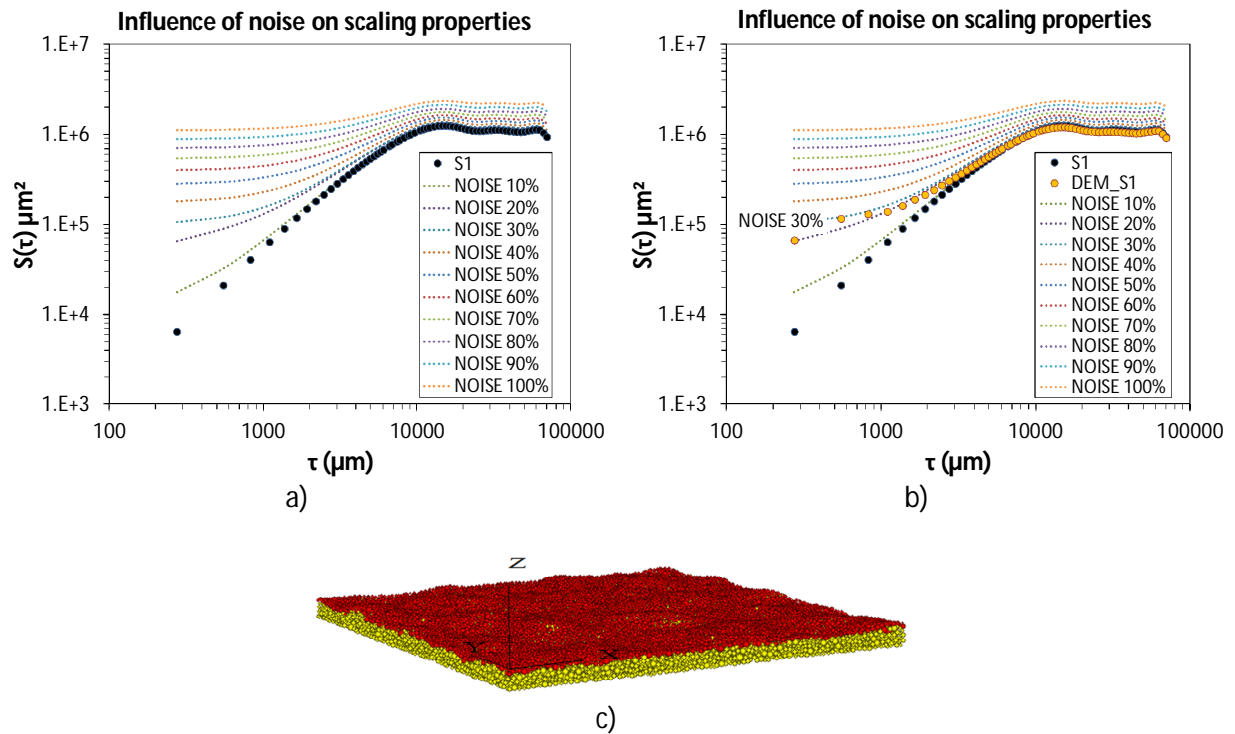 Influence of noise on scaling properties
1.E+7
1.E+6
1.E+5
1.E+4
1.E+3
S(τ) µm²
100
1000
10000
100000
τ (µm)
S1
NOISE 10%
NOISE 20%
NOISE 30%
NOISE 40%
NOISE 50%
NOISE 60%
NOISE 70%
NOISE 80%
NOISE 90%
NOISE 100%
a)
Influence of noise on scaling properties
1.E+7
1.E+6
1.E+5
1.E+4
1.E+3
S(τ) µm²
NOISE 30%
100
1000
10000
100000
τ (µm)
S1
DEM_S1
NOISE 10%
NOISE 20%
NOISE 30%
NOISE 40%
NOISE 50%
NOISE 60%
NOISE 70%
NOISE 80%
NOISE 90%
NOISE 100%
b)
Z
Y
X
c)